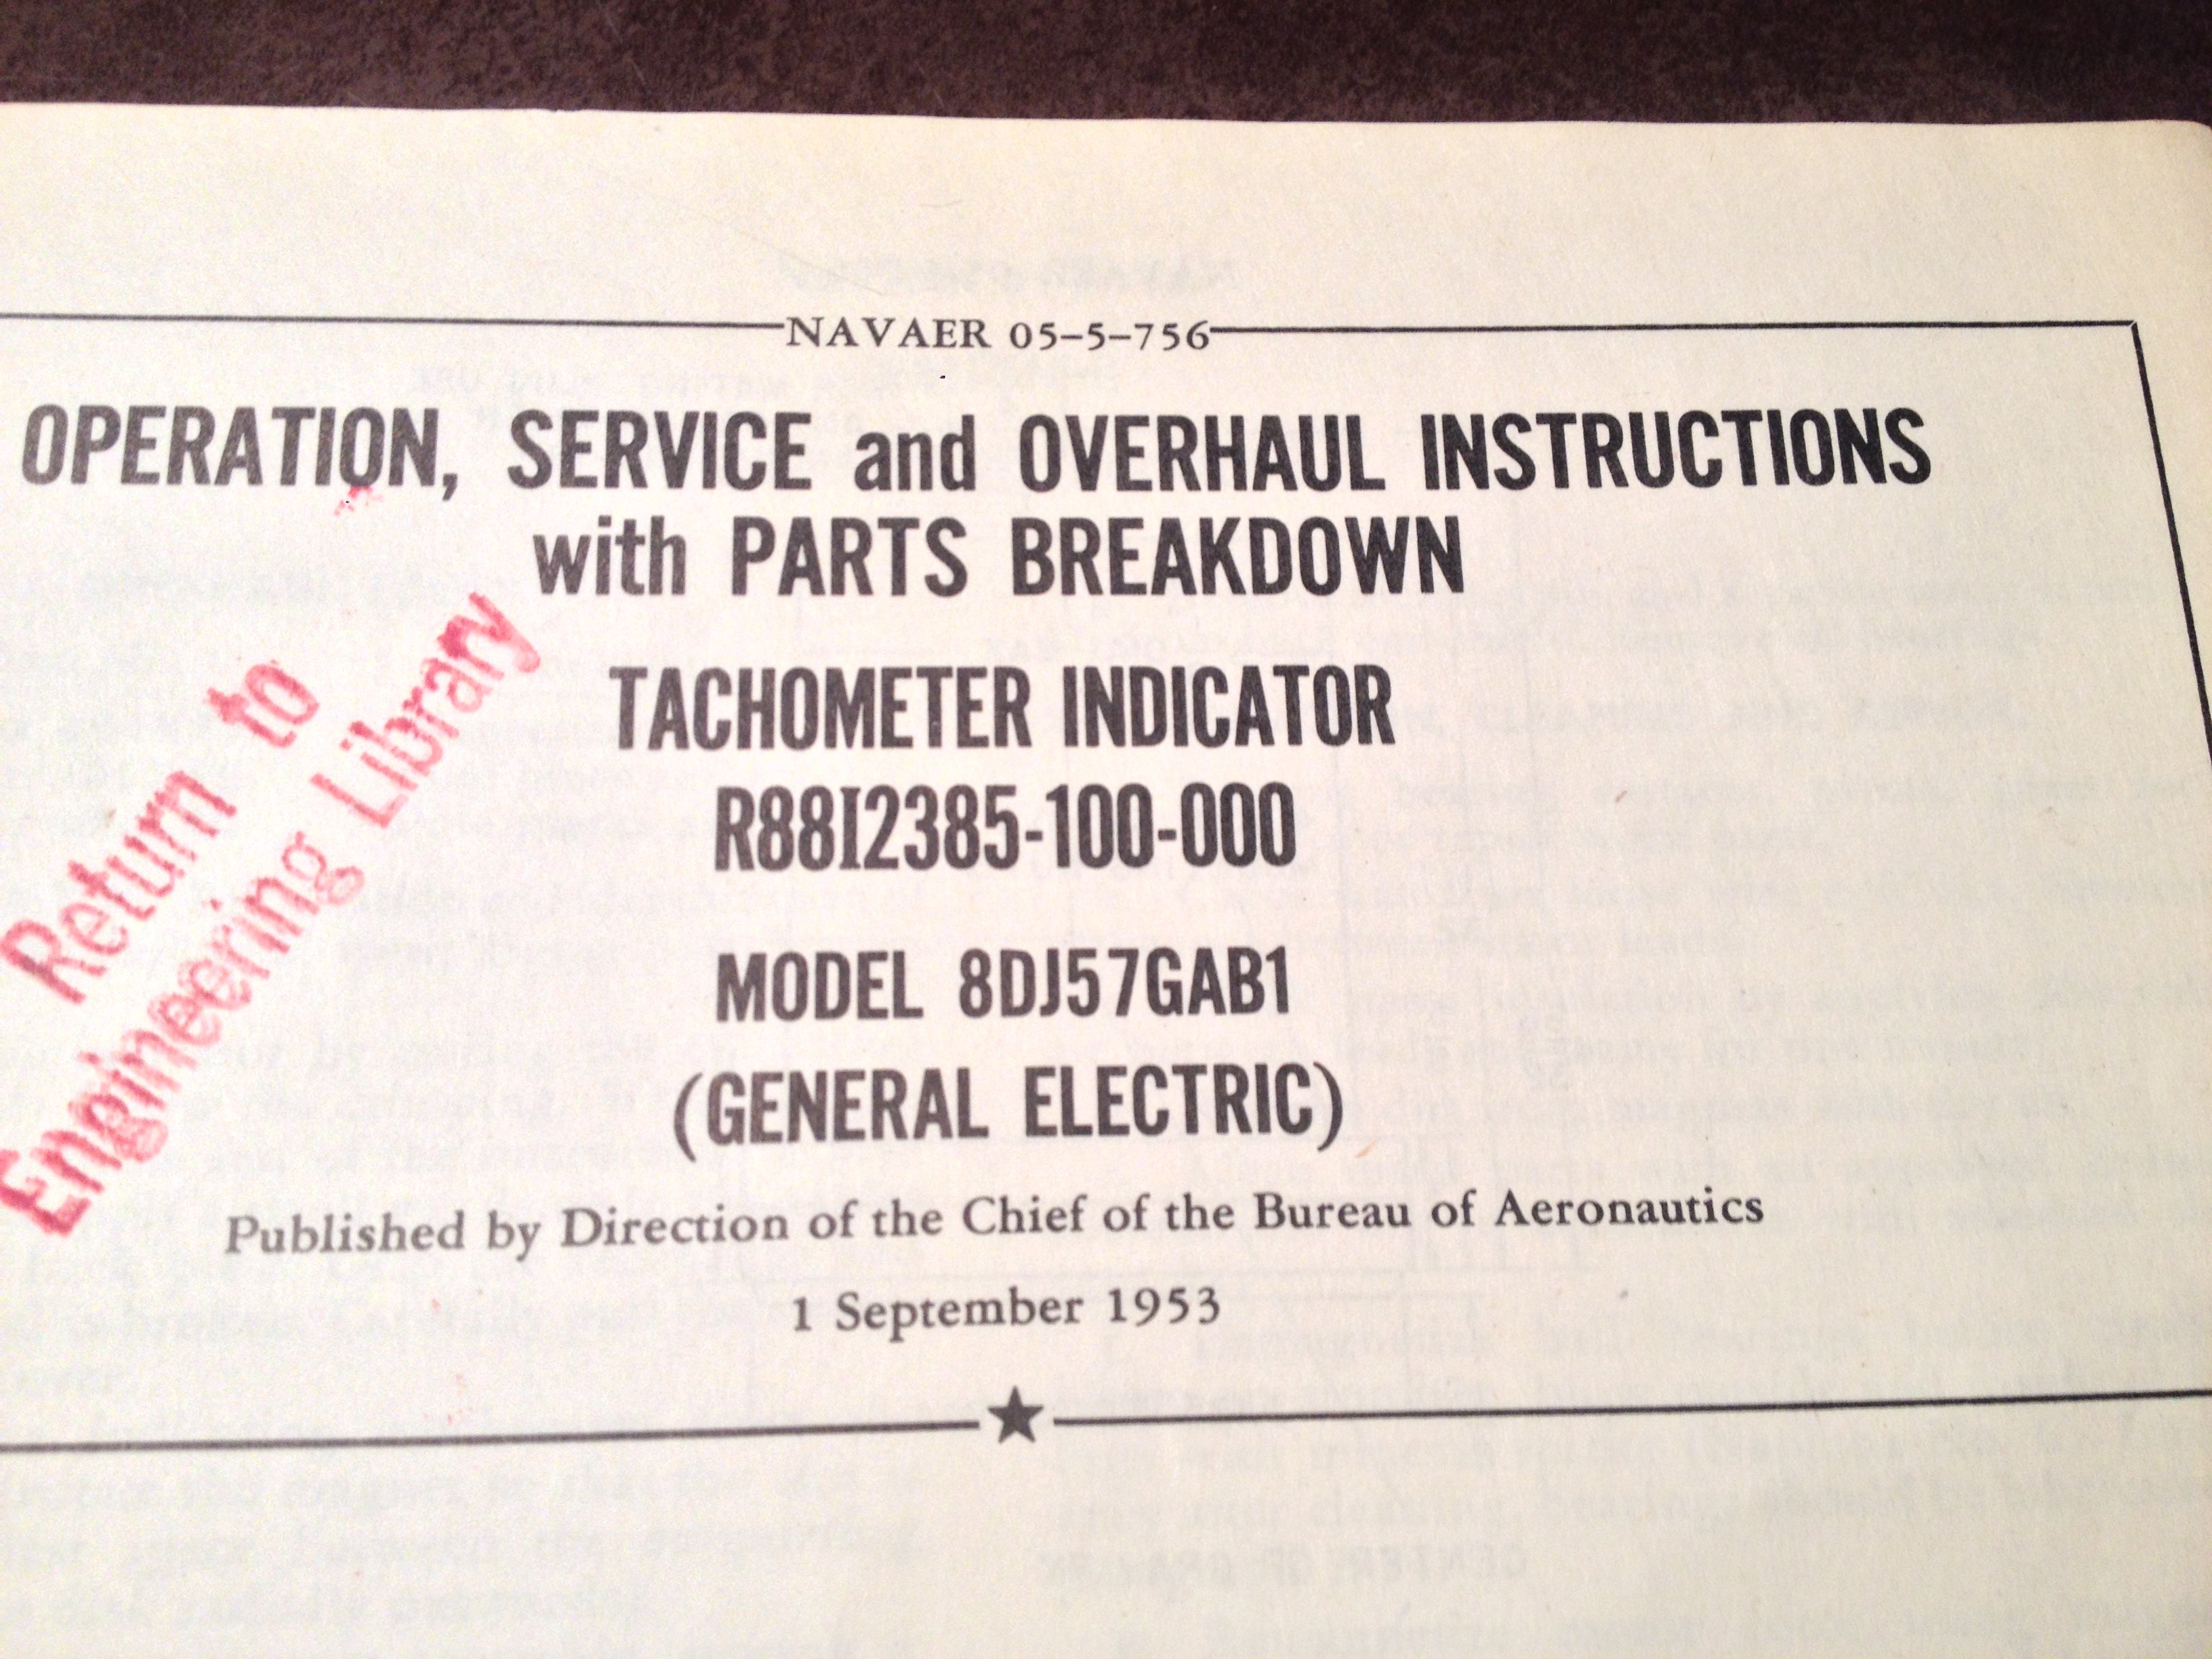 NAVAER 05-5-756
OPERATION, SERVICE and OVERHAUL INSTRUCTIONS
with PARTS BREAKDOWN
TACHOMETER INDICATOR
R88I2385-100-000
MODEL 8DJ57GAB1
(GENERAL ELECTRIC)
Published by Direction of the Chief of the Bureau of Aeronautics
1 September 1953
Return to
Engineering Library